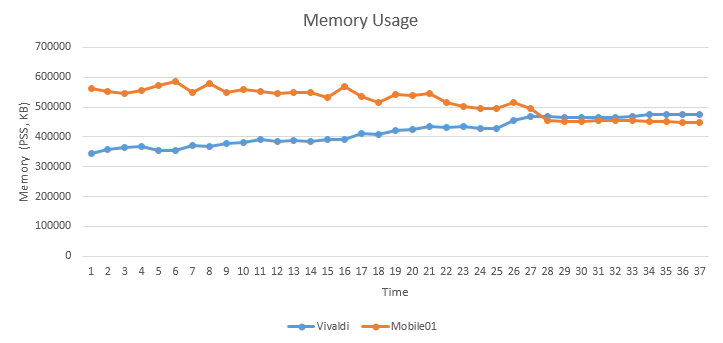 Memory Usage
700000
600000
500000
400000
300000
200000
100000
0
Memory (PSS, KB)
1 2 3 4 5 6 7 8 9 10 11 12 13 14 15 16 17 18 19 20 21 22 23 24 25 26 27 28 29 30 31 32 33 34 35 36 37
Time
Vivaldi Mobile01